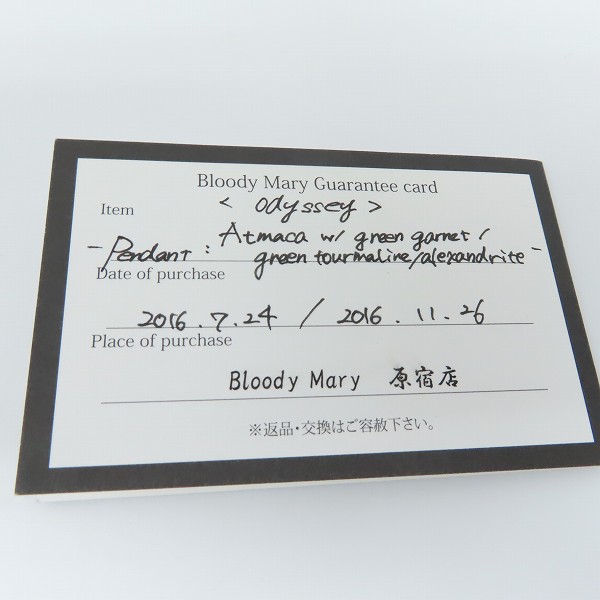 Bloody Mary Guarantee card
Item < odyssey >
- Pendant : Atmaca w/ green garnet /
green tourmaline/alexandrite -
Date of purchase
2016.7.24 / 2016.11.26
Place of purchase
Bloody Mary 原宿店
※返品・交換はご容赦下さい。